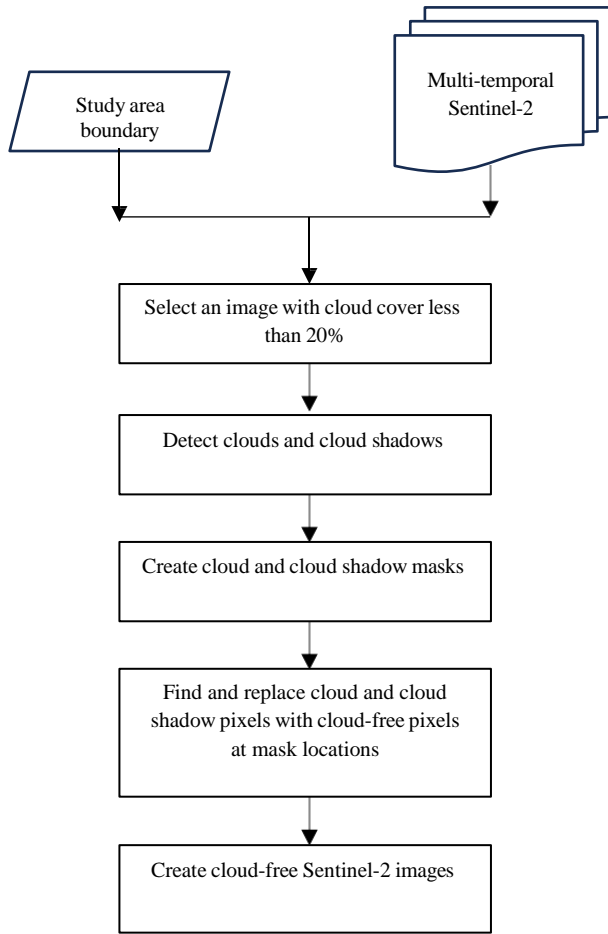 Study area
boundary
Multi-temporal
Sentinel-2
Select an image with cloud cover less
than 20%
Detect clouds and cloud shadows
Create cloud and cloud shadow masks
Find and replace cloud and cloud
shadow pixels with cloud-free pixels
at mask locations
Create cloud-free Sentinel-2 images